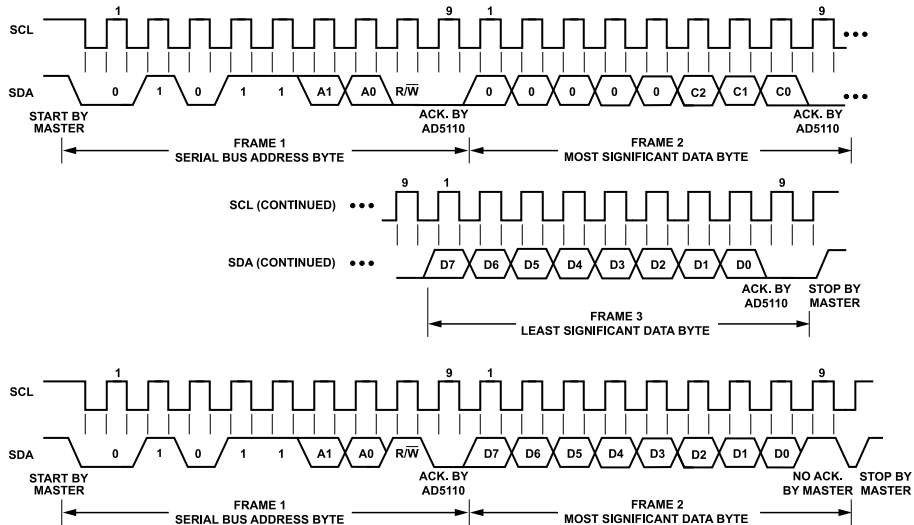 1 9 1 9
SCL
SDA 0 1 0 1 1 A1 A0 R/W̅ 0 0 0 0 0 C2 C1 C0
START BY MASTER
ACK. BY AD5110
ACK. BY AD5110
FRAME 1
SERIAL BUS ADDRESS BYTE
FRAME 2
MOST SIGNIFICANT DATA BYTE
9 1 9
SCL (CONTINUED)
SDA (CONTINUED) D7 D6 D5 D4 D3 D2 D1 D0
ACK. BY AD5110
STOP BY MASTER
FRAME 3
LEAST SIGNIFICANT DATA BYTE
1 9 1 9
SCL
SDA 0 1 0 1 1 A1 A0 R/W̅ D7 D6 D5 D4 D3 D2 D1 D0
START BY MASTER
ACK. BY AD5110
NO ACK. BY MASTER
STOP BY MASTER
FRAME 1
SERIAL BUS ADDRESS BYTE
FRAME 2
MOST SIGNIFICANT DATA BYTE